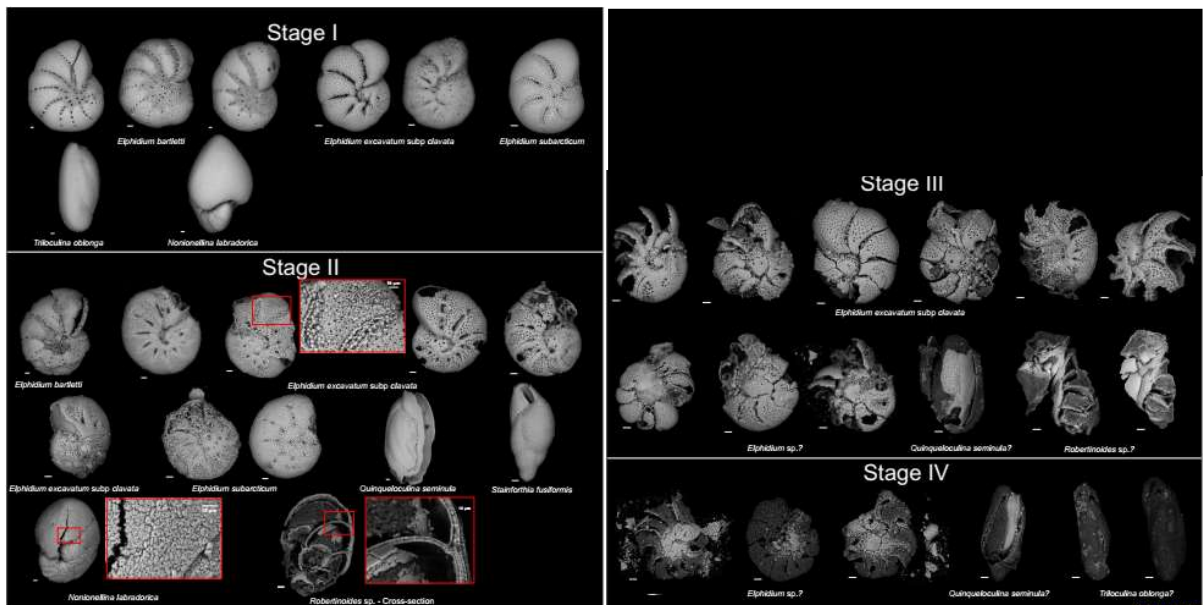 Stage I
Elphidium bartletti
Elphidium excavatum subp clavata
Elphidium subarcticum
Triloculina oblonga
Nonionellina labradorica
Stage II
Elphidium bartletti
Elphidium excavatum subp clavata
Elphidium excavatum subp clavata
Elphidium subarcticum
Quinqueloculina seminula
Stainforthia fusiformis
Nonionellina labradorica
Robertinoides sp. - Cross-section
Stage III
Elphidium excavatum subp clavata
Elphidium sp.?
Quinqueloculina seminula?
Robertinoides sp.?
Stage IV
Elphidium sp.?
Quinqueloculina seminula?
Triloculina oblonga?